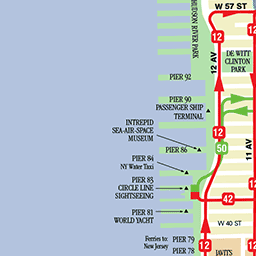 W 57 ST
HUDSON RIVER PARK
12
12 AV
DE WITT
CLINTON
PARK
PIER 92
PIER 90
PASSENGER SHIP
TERMINAL
INTREPID
SEA-AIR-SPACE
MUSEUM
12
50
11 AV
PIER 86
PIER 84
NY Water Taxi
PIER 83
CIRCLE LINE
SIGHTSEEING
42
PIER 81
WORLD YACHT
W 40 ST
Ferries to:
New Jersey
PIER 79
PIER 78
12
12
JAVITS